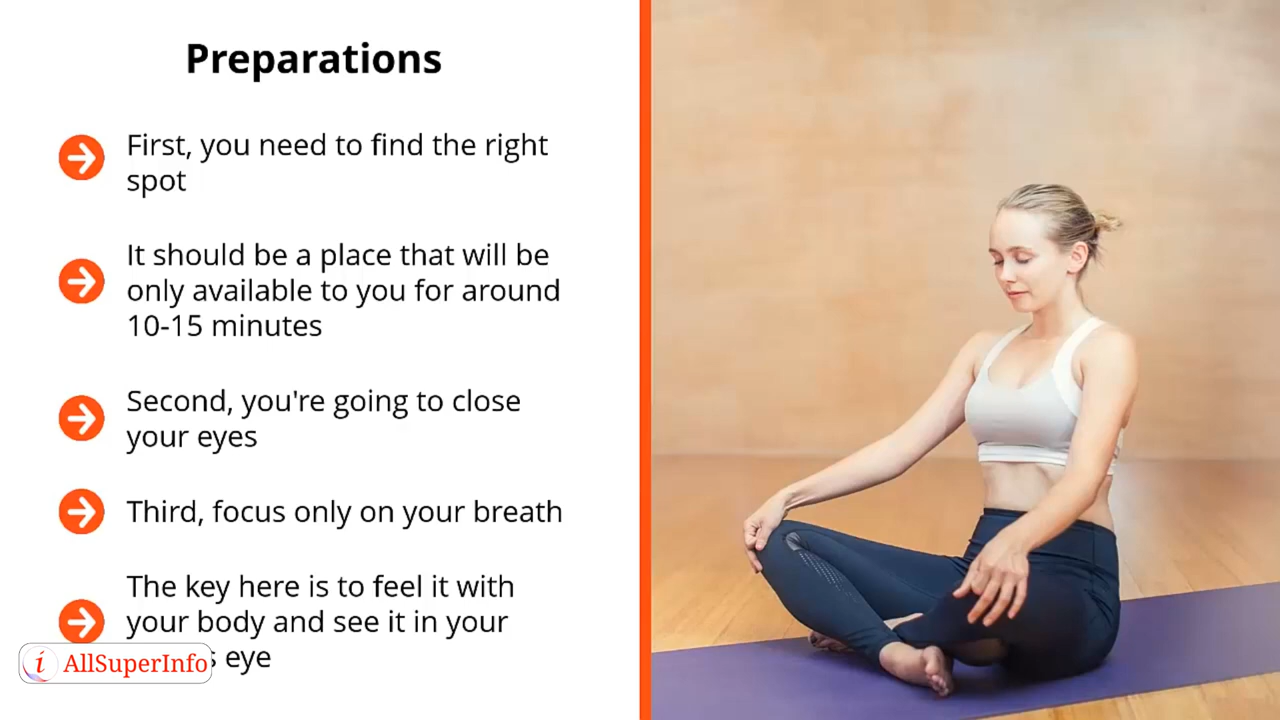 Preparations
First, you need to find the right
spot
It should be a place that will be
only available to you for around
10-15 minutes
Second, you're going to close
your eyes
Third, focus only on your breath
The key here is to feel it with
your body and see it in your
eye
i AllSuperInfo